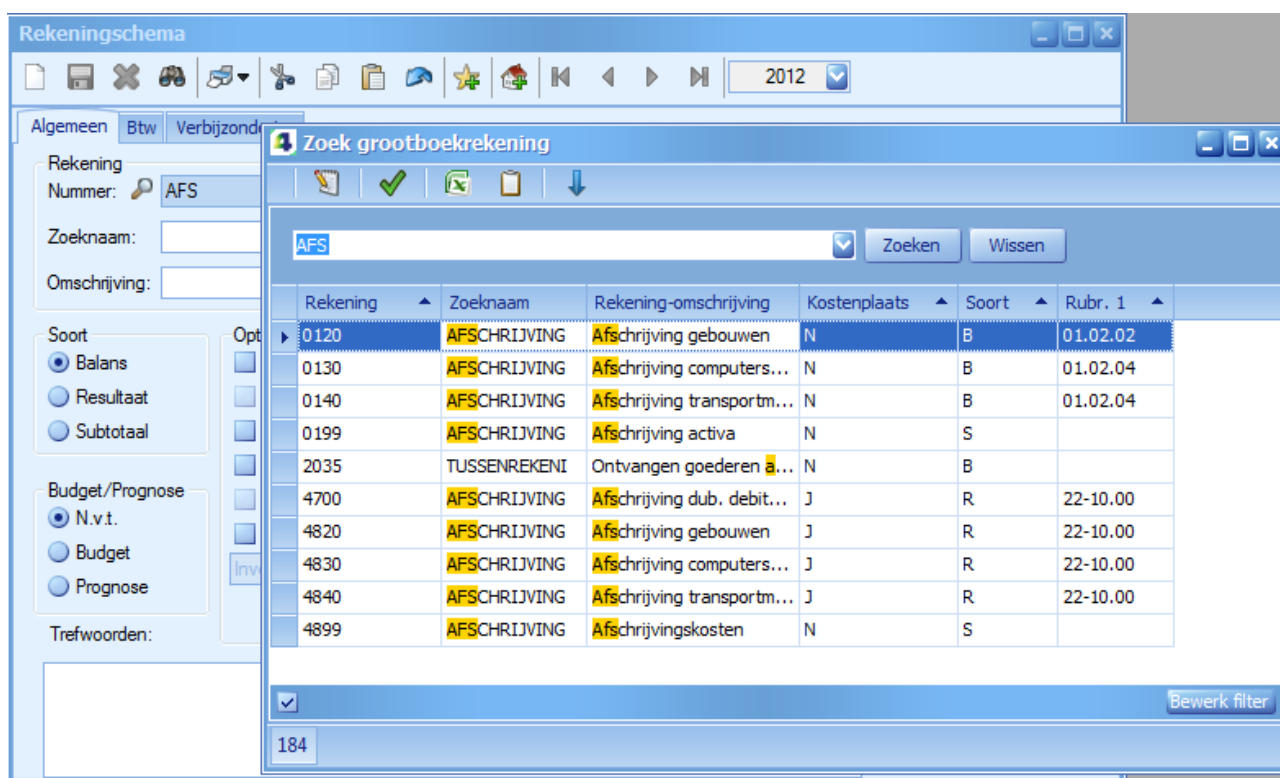 Rekeningschema
2012
Algemeen Btw
Rekening
Nummer: AFS
Zoeknaam:
Omschrijving:
Soort
Balans
Resultaat
Subtotaal
Budget/Prognose
N.v.t.
Budget
Prognose
Trefwoorden:
Zoek grootboekrekening
AFS Zoeken Wissen
Rekening Zoeknaam Rekening-omschrijving Kostenplaats Soort Rubr. 1
0120 AFSCHRIJVING Afschrijving gebouwen N B 01.02.02
0130 AFSCHRIJVING Afschrijving computers... N B 01.02.04
0140 AFSCHRIJVING Afschrijving transportm... N B 01.02.04
0199 AFSCHRIJVING Afschrijving activa N S
2035 TUSSENREKENI Ontvangen goederen a... N B
4700 AFSCHRIJVING Afschrijving dub. debit... J R 22-10.00
4820 AFSCHRIJVING Afschrijving gebouwen J R 22-10.00
4830 AFSCHRIJVING Afschrijving computers... J R 22-10.00
4840 AFSCHRIJVING Afschrijving transportm... J R 22-10.00
4899 AFSCHRIJVING Afschrijvingskosten N S
Bewerk filter
184